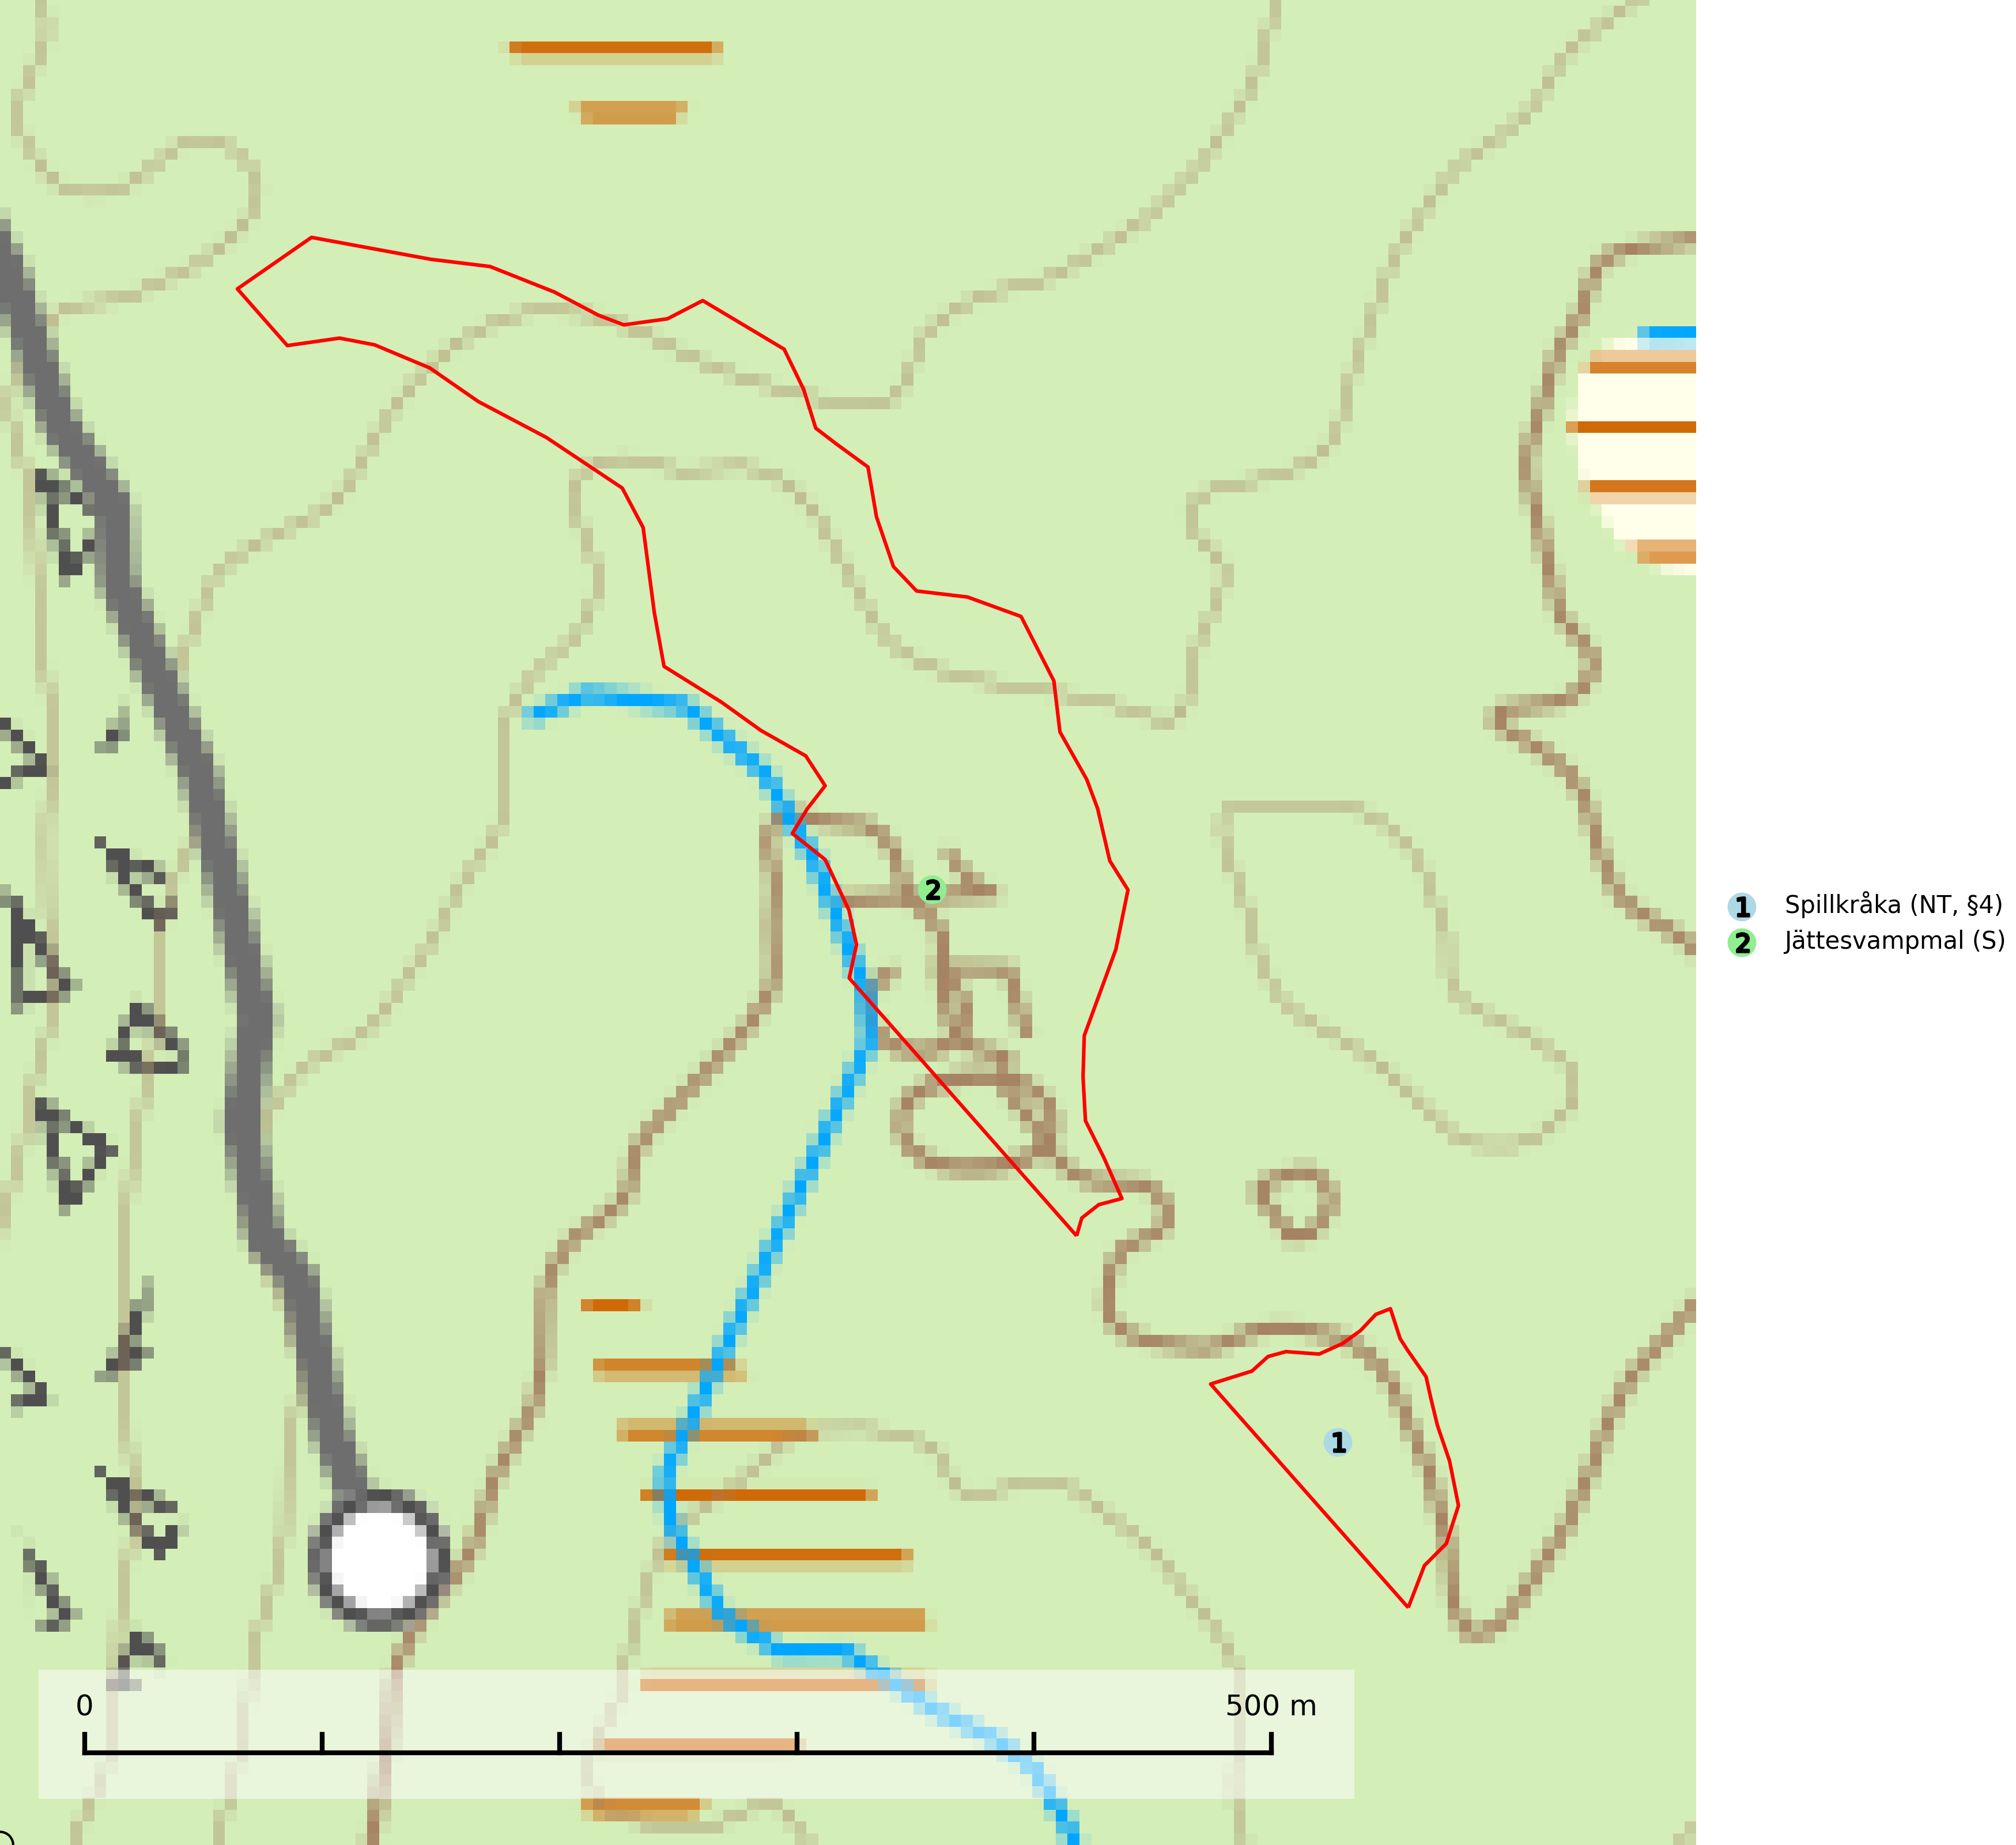 2
1
1 Spillkråka (NT, §4)
2 Jättesvampmal (S)
0 500 m